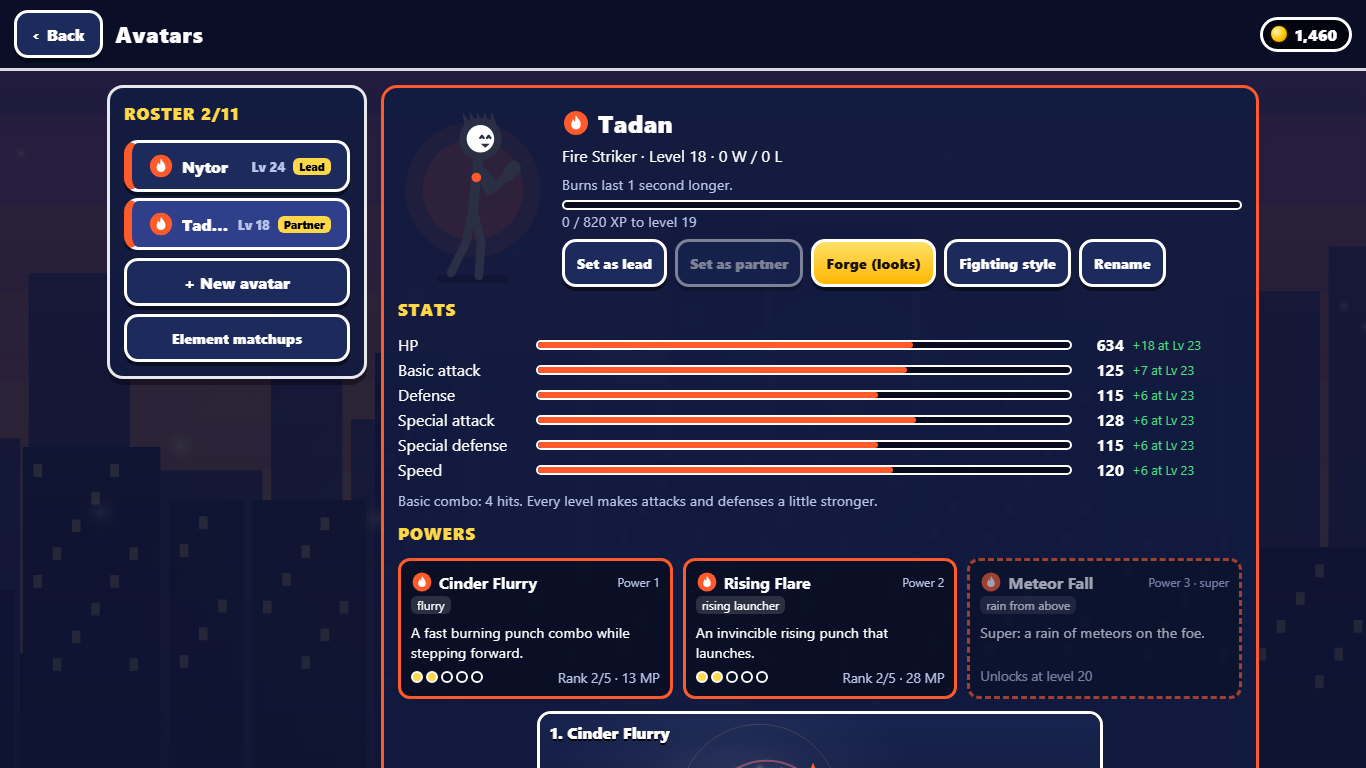 ‹ Back
Avatars
1,460
ROSTER 2/11
Nytor Lv 24 Lead
Tad... Lv 18 Partner
+ New avatar
Element matchups
Tadan
Fire Striker · Level 18 · 0 W / 0 L
Burns last 1 second longer.
0 / 820 XP to level 19
Set as lead
Set as partner
Forge (looks)
Fighting style
Rename
STATS
HP 634 +18 at Lv 23
Basic attack 125 +7 at Lv 23
Defense 115 +6 at Lv 23
Special attack 128 +6 at Lv 23
Special defense 115 +6 at Lv 23
Speed 120 +6 at Lv 23
Basic combo: 4 hits. Every level makes attacks and defenses a little stronger.
POWERS
Cinder Flurry Power 1
flurry
A fast burning punch combo while
stepping forward.
Rank 2/5 · 13 MP
Rising Flare Power 2
rising launcher
An invincible rising punch that
launches.
Rank 2/5 · 28 MP
Meteor Fall Power 3 · super
rain from above
Super: a rain of meteors on the foe.
Unlocks at level 20
1. Cinder Flurry